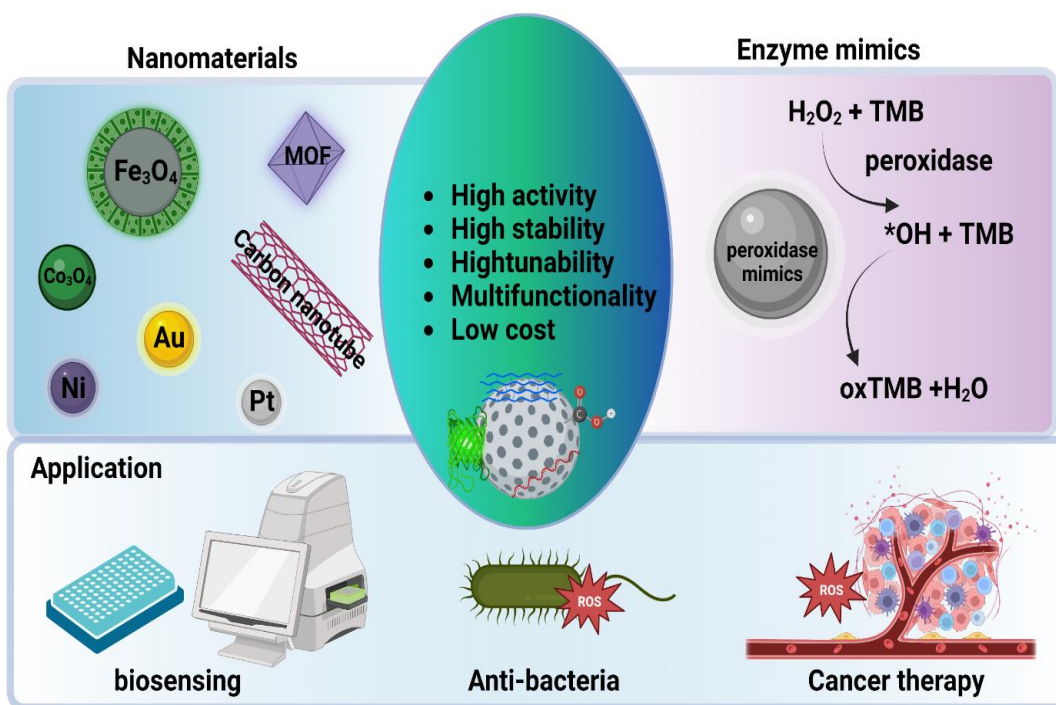 Nanomaterials
Fe₃O₄
MOF
Co₃O₄
Carbon nanotube
Au
Ni
Pt
• High activity
• High stability
• Hightunability
• Multifunctionality
• Low cost
C
O
O
Enzyme mimics
H₂O₂ + TMB
peroxidase
peroxidase
mimics
*OH + TMB
oxTMB +H₂O
Application
biosensing
ROS
Anti-bacteria
ROS
Cancer therapy